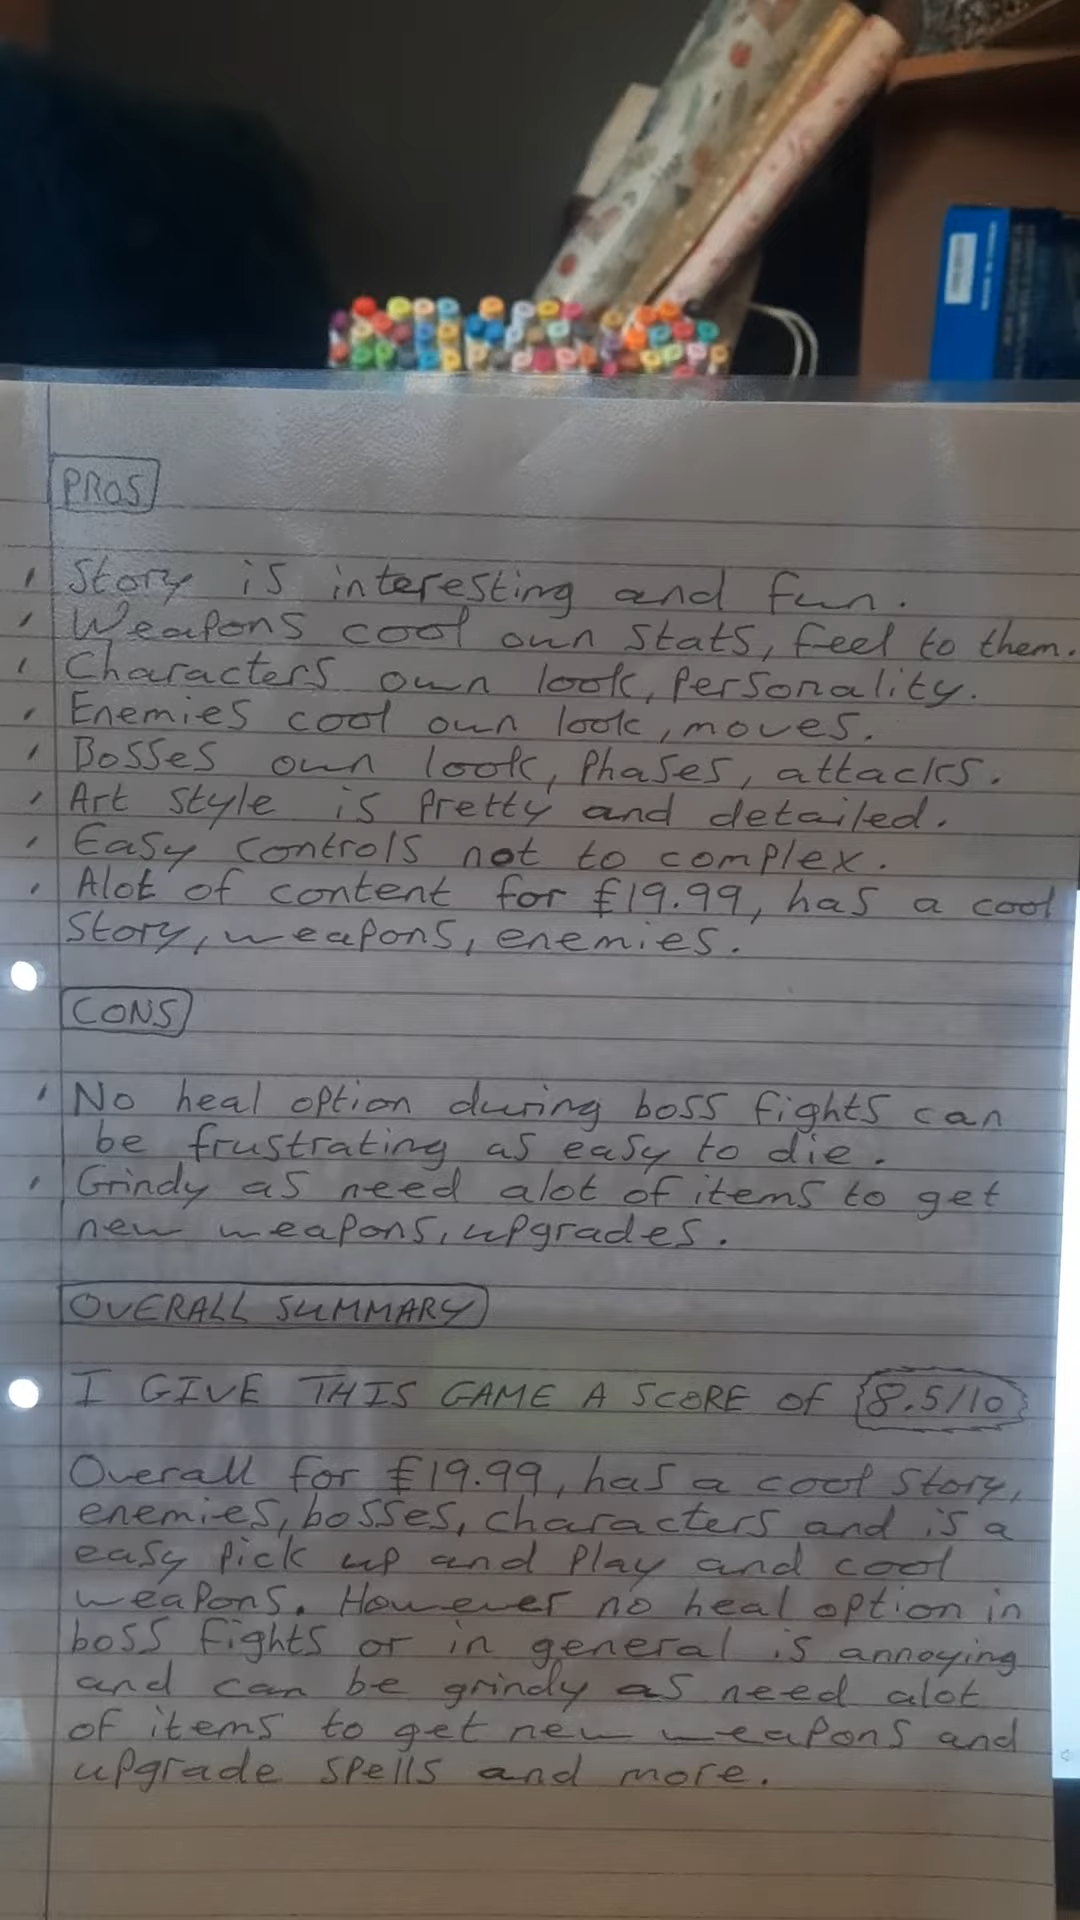 PROS
Story is interesting and fun.
Weapons cool own stats, feel to them.
Characters own look, personality.
Enemies cool own look, moves.
Bosses own look, phases, attacks.
Art style is pretty and detailed.
Easy controls not to complex.
Alot of content for £19.99, has a cool
story, weapons, enemies.
CONS
No heal option during boss fights can
be frustrating as easy to die.
Grindy as need alot of items to get
new weapons, upgrades.
OVERALL SUMMARY
I GIVE THIS GAME A SCORE OF 8.5/10
Overall for £19.99, has a cool story,
enemies, bosses, characters and is a
easy pick up and play and cool
weapons. However no heal option in
boss fights or in general is annoying
and can be grindy as need alot
of items to get new weapons and
upgrade spells and more.